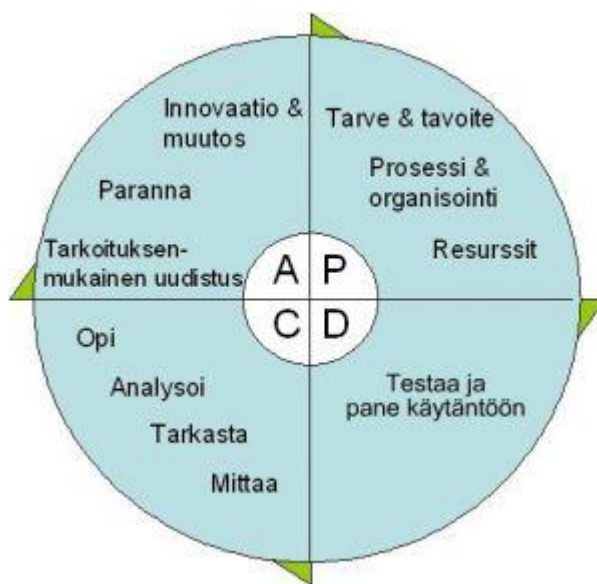 Innovaatio &
muutos
Paranna
Tarkoituksen-
mukainen uudistus
Tarve & tavoite
Prosessi &
organisointi
Resurssit
A P
C D
Opi
Analysoi
Tarkasta
Mittaa
Testaa ja
pane käytäntöön